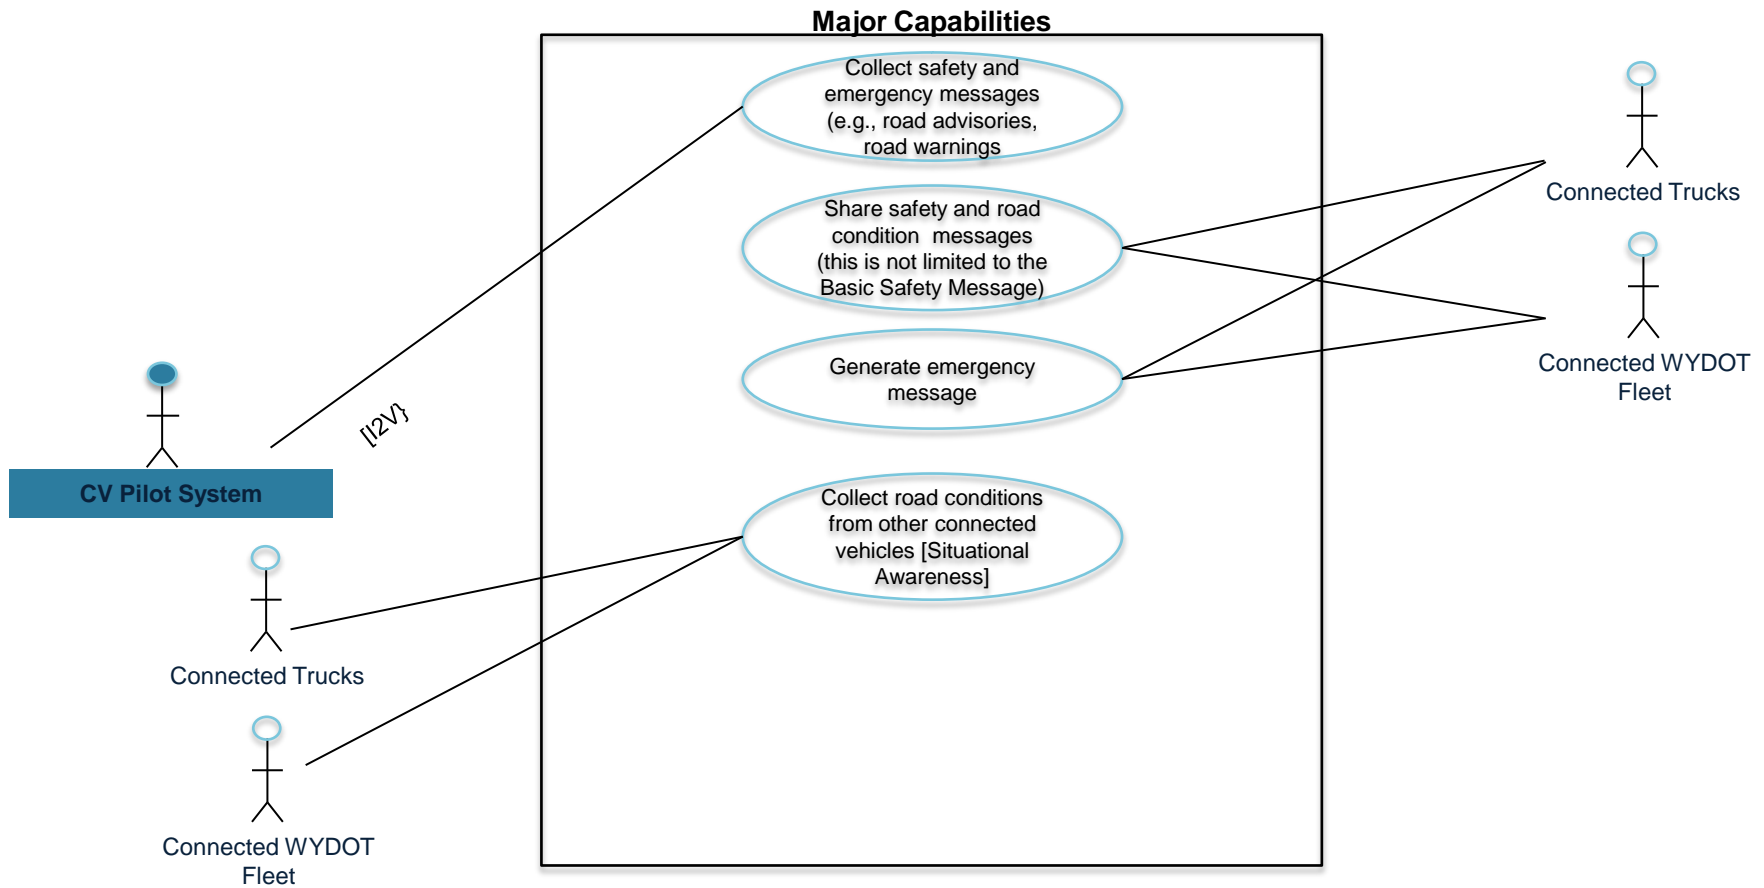 Major Capabilities
Collect safety and
emergency messages
(e.g., road advisories,
road warnings
Share safety and road
condition messages
(this is not limited to the
Basic Safety Message)
Generate emergency
message
Collect road conditions
from other connected
vehicles [Situational
Awareness]
[I2V}
CV Pilot System
Connected Trucks
Connected WYDOT
Fleet
Connected Trucks
Connected WYDOT
Fleet